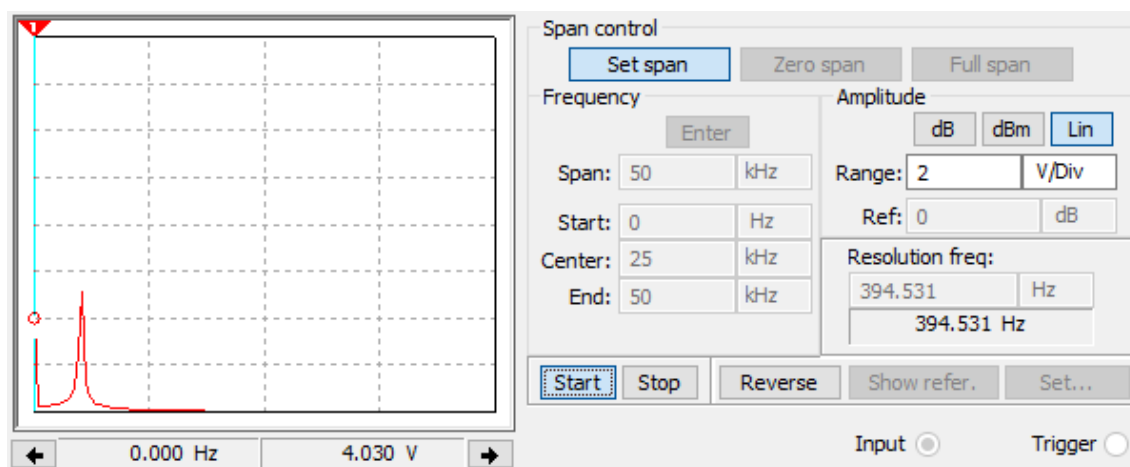 1
Span control
Set span
Zero span
Full span
Frequency
Enter
Span: 50 kHz
Start: 0 Hz
Center: 25 kHz
End: 50 kHz
Amplitude
dB dBm Lin
Range: 2 V/Div
Ref: 0 dB
Resolution freq:
394.531 Hz
394.531 Hz
Start Stop Reverse Show refer. Set...
0.000 Hz 4.030 V
Input Trigger